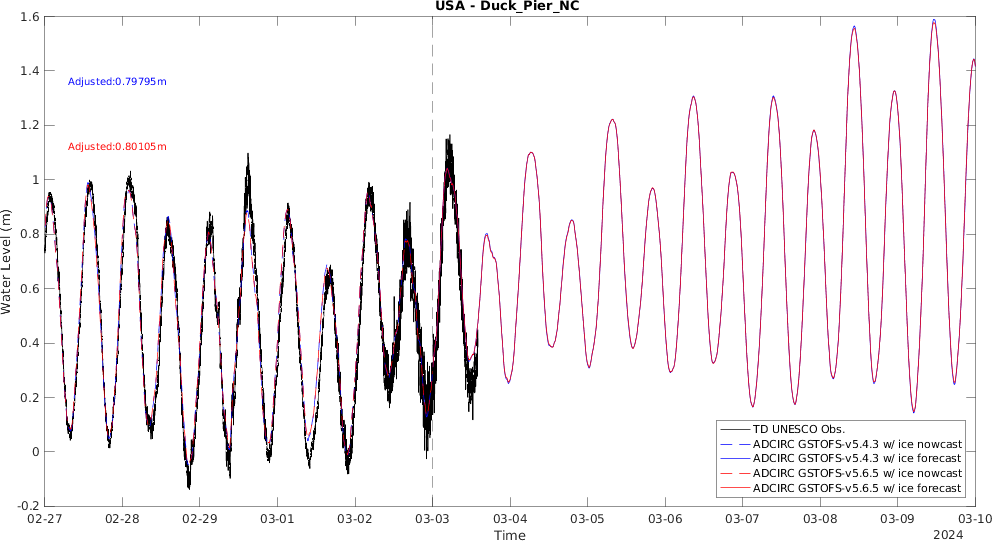 USA - Duck_Pier_NC
1.6
1.4
1.2
1
0.8
0.6
0.4
0.2
0
-0.2
Water Level (m)
Adjusted:0.79795m
Adjusted:0.80105m
TD UNESCO Obs.
ADCIRC GSTOFS-v5.4.3 w/ ice nowcast
ADCIRC GSTOFS-v5.4.3 w/ ice forecast
ADCIRC GSTOFS-v5.6.5 w/ ice nowcast
ADCIRC GSTOFS-v5.6.5 w/ ice forecast
02-27 02-28 02-29 03-01 03-02 03-03 03-04 03-05 03-06 03-07 03-08 03-09 03-10
Time
2024